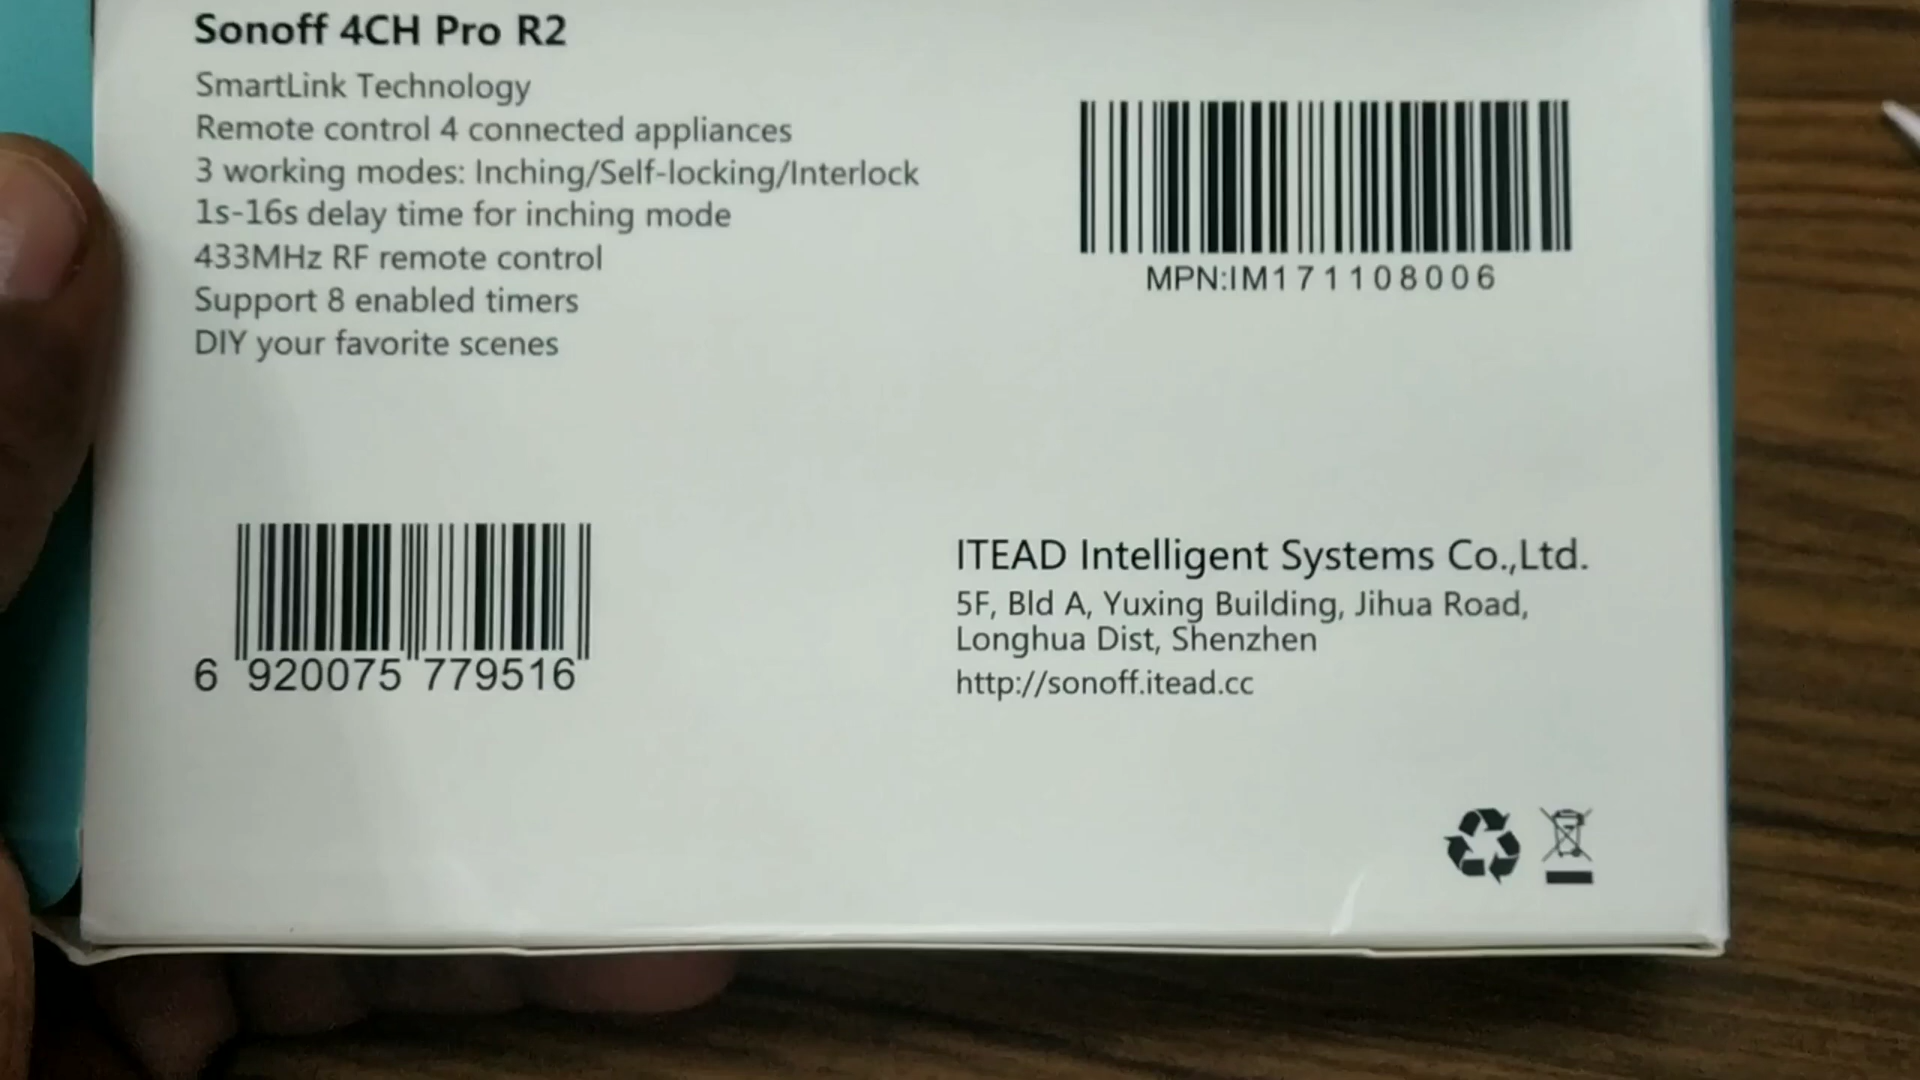 Sonoff 4CH Pro R2
SmartLink Technology
Remote control 4 connected appliances
3 working modes: Inching/Self-locking/Interlock
1s-16s delay time for inching mode
433MHz RF remote control
Support 8 enabled timers
DIY your favorite scenes
MPN:IM171108006
6 920075 779516
ITEAD Intelligent Systems Co.,Ltd.
5F, Bld A, Yuxing Building, Jihua Road,
Longhua Dist, Shenzhen
http://sonoff.itead.cc